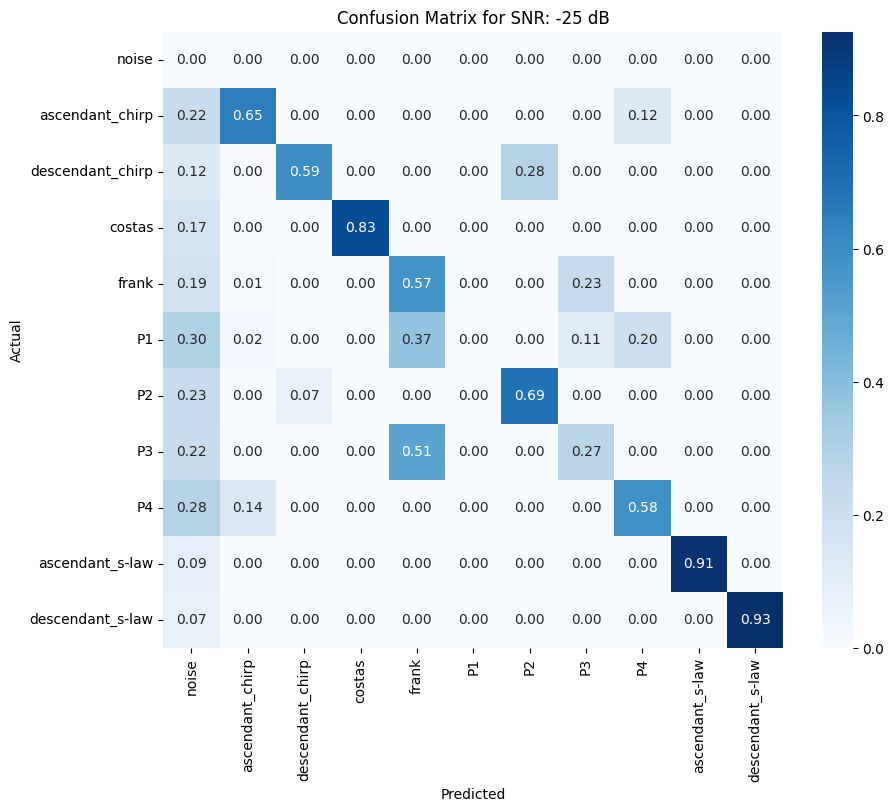 Confusion Matrix for SNR: -25 dB
noise 0.00 0.00 0.00 0.00 0.00 0.00 0.00 0.00 0.00 0.00 0.00
ascendant_chirp 0.22 0.65 0.00 0.00 0.00 0.00 0.00 0.00 0.12 0.00 0.00
descendant_chirp 0.12 0.00 0.59 0.00 0.00 0.00 0.28 0.00 0.00 0.00 0.00
costas 0.17 0.00 0.00 0.83 0.00 0.00 0.00 0.00 0.00 0.00 0.00
frank 0.19 0.01 0.00 0.00 0.57 0.00 0.00 0.23 0.00 0.00 0.00
P1 0.30 0.02 0.00 0.00 0.37 0.00 0.00 0.11 0.20 0.00 0.00
P2 0.23 0.00 0.07 0.00 0.00 0.00 0.69 0.00 0.00 0.00 0.00
P3 0.22 0.00 0.00 0.00 0.51 0.00 0.00 0.27 0.00 0.00 0.00
P4 0.28 0.14 0.00 0.00 0.00 0.00 0.00 0.00 0.58 0.00 0.00
ascendant_s-law 0.09 0.00 0.00 0.00 0.00 0.00 0.00 0.00 0.00 0.91 0.00
descendant_s-law 0.07 0.00 0.00 0.00 0.00 0.00 0.00 0.00 0.00 0.00 0.93
Actual
noise
ascendant_chirp
descendant_chirp
costas
frank
P1
P2
P3
P4
ascendant_s-law
descendant_s-law
Predicted
0.8
0.6
0.4
0.2
0.0